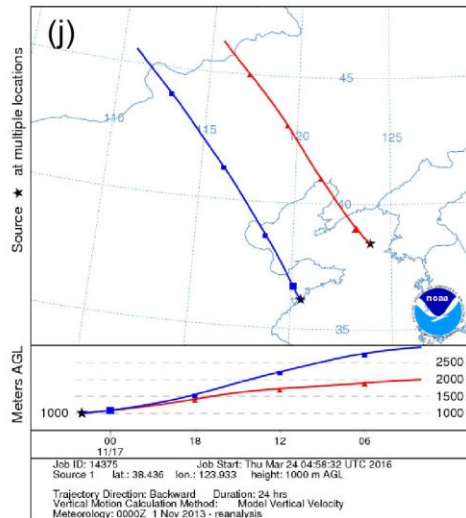 (j)
Source ★ at multiple locations
45
110
115
120
125
40
35
noaa
Meters AGL
2500
2000
1500
1000
1000
00
18
12
06
11/17
Job ID: 14375 Job Start: Thu Mar 24 04:58:32 UTC 2016
Source 1 lat.: 38.436 lon.: 123.933 height: 1000 m AGL
Trajectory Direction: Backward Duration: 24 hrs
Vertical Motion Calculation Method: Model Vertical Velocity
Meteorology: 0000Z 1 Nov 2013 - reanalysis